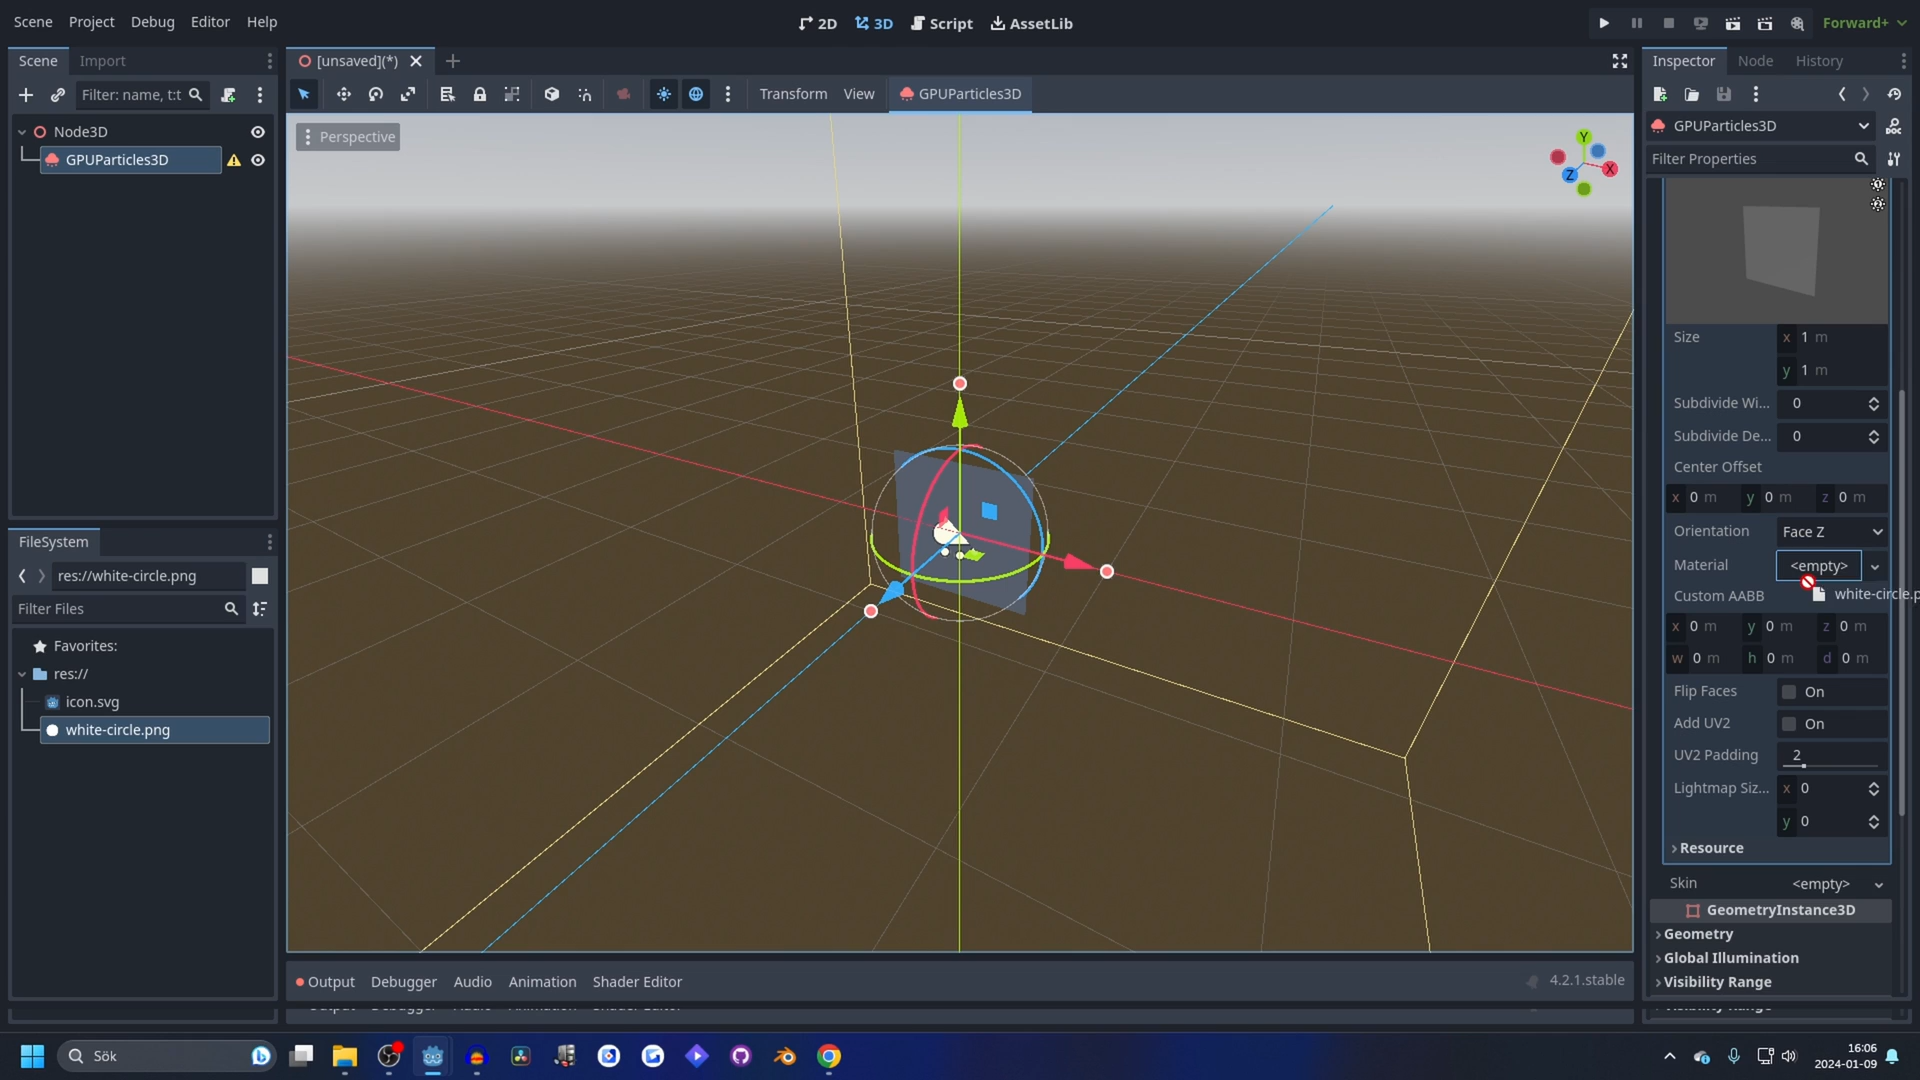 Scene Project Debug Editor Help
2D 3D Script AssetLib
Forward+
Scene Import
[unsaved](*)
Inspector Node History
Filter: name, t:t
Transform View GPUParticles3D
Node3D
GPUParticles3D
Perspective
Y
X
Z
GPUParticles3D
DOC
Filter Properties
Size x 1 m
y 1 m
Subdivide Wi... 0
Subdivide De... 0
Center Offset
x 0 m y 0 m z 0 m
Orientation Face Z
Material <empty>
white-circle.p
Custom AABB
x 0 m y 0 m z 0 m
w 0 m h 0 m d 0 m
Flip Faces On
Add UV2 On
UV2 Padding 2
Lightmap Siz... x 0
y 0
Resource
Skin <empty>
GeometryInstance3D
Geometry
Global Illumination
Visibility Range
FileSystem
res://white-circle.png
Filter Files
Favorites:
res://
icon.svg
white-circle.png
Output Debugger Audio Animation Shader Editor
4.2.1.stable
Sök
16:06
2024-01-09